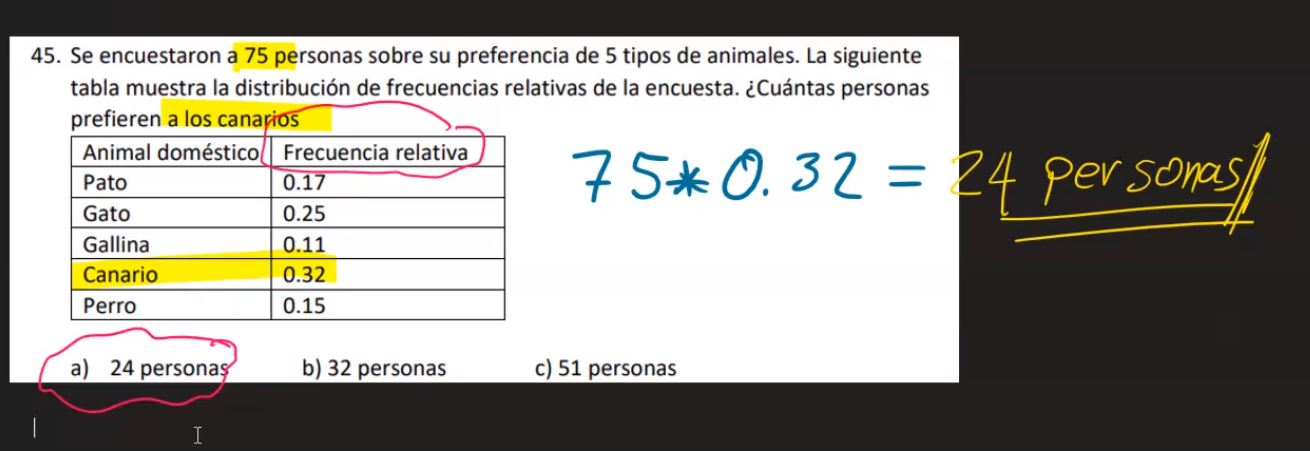 45. Se encuestaron a 75 personas sobre su preferencia de 5 tipos de animales. La siguiente
tabla muestra la distribución de frecuencias relativas de la encuesta. ¿Cuántas personas
prefieren a los canarios
Animal doméstico Frecuencia relativa
Pato 0.17
Gato 0.25
Gallina 0.11
Canario 0.32
Perro 0.15
75*0.32 = 24 personas
a) 24 personas b) 32 personas c) 51 personas